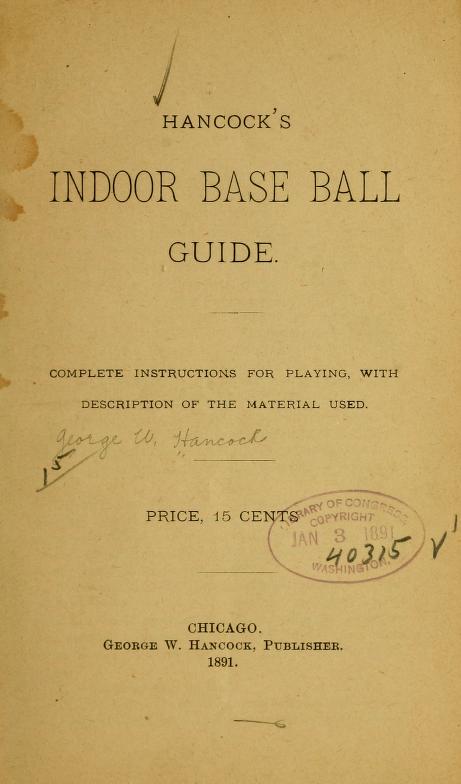 HANCOCK'S
INDOOR BASE BALL
GUIDE.
COMPLETE INSTRUCTIONS FOR PLAYING, WITH
DESCRIPTION OF THE MATERIAL USED.
George W. Hancock
15
PRICE, 15 CENTS
LIBRARY OF CONGRESS
COPYRIGHT
JAN 3 1891
40315
WASHINGTON.
CHICAGO.
GEORGE W. HANCOCK, PUBLISHER.
1891.